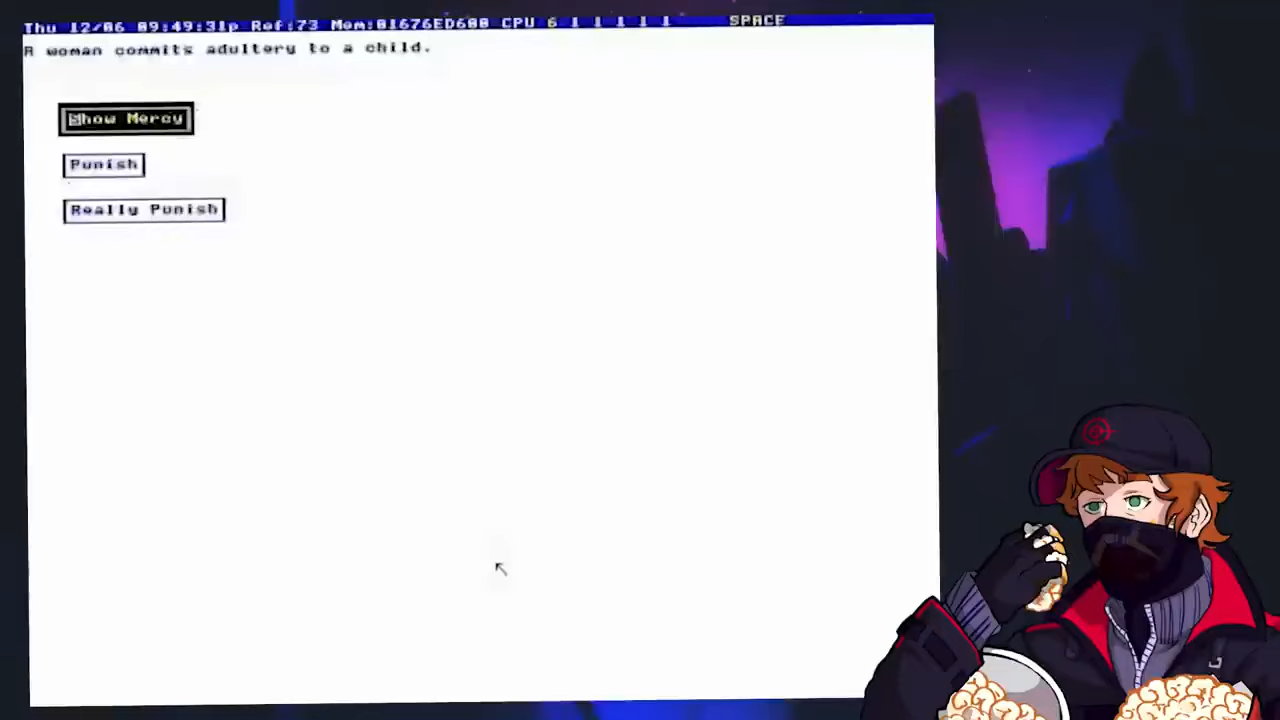 Thu 12/06 09:49:31p Ref:73 Mem:01676ED600 CPU 6 1 1 1 1 1 SPACE
A woman commits adultery to a child.
Show Mercy
Punish
Really Punish